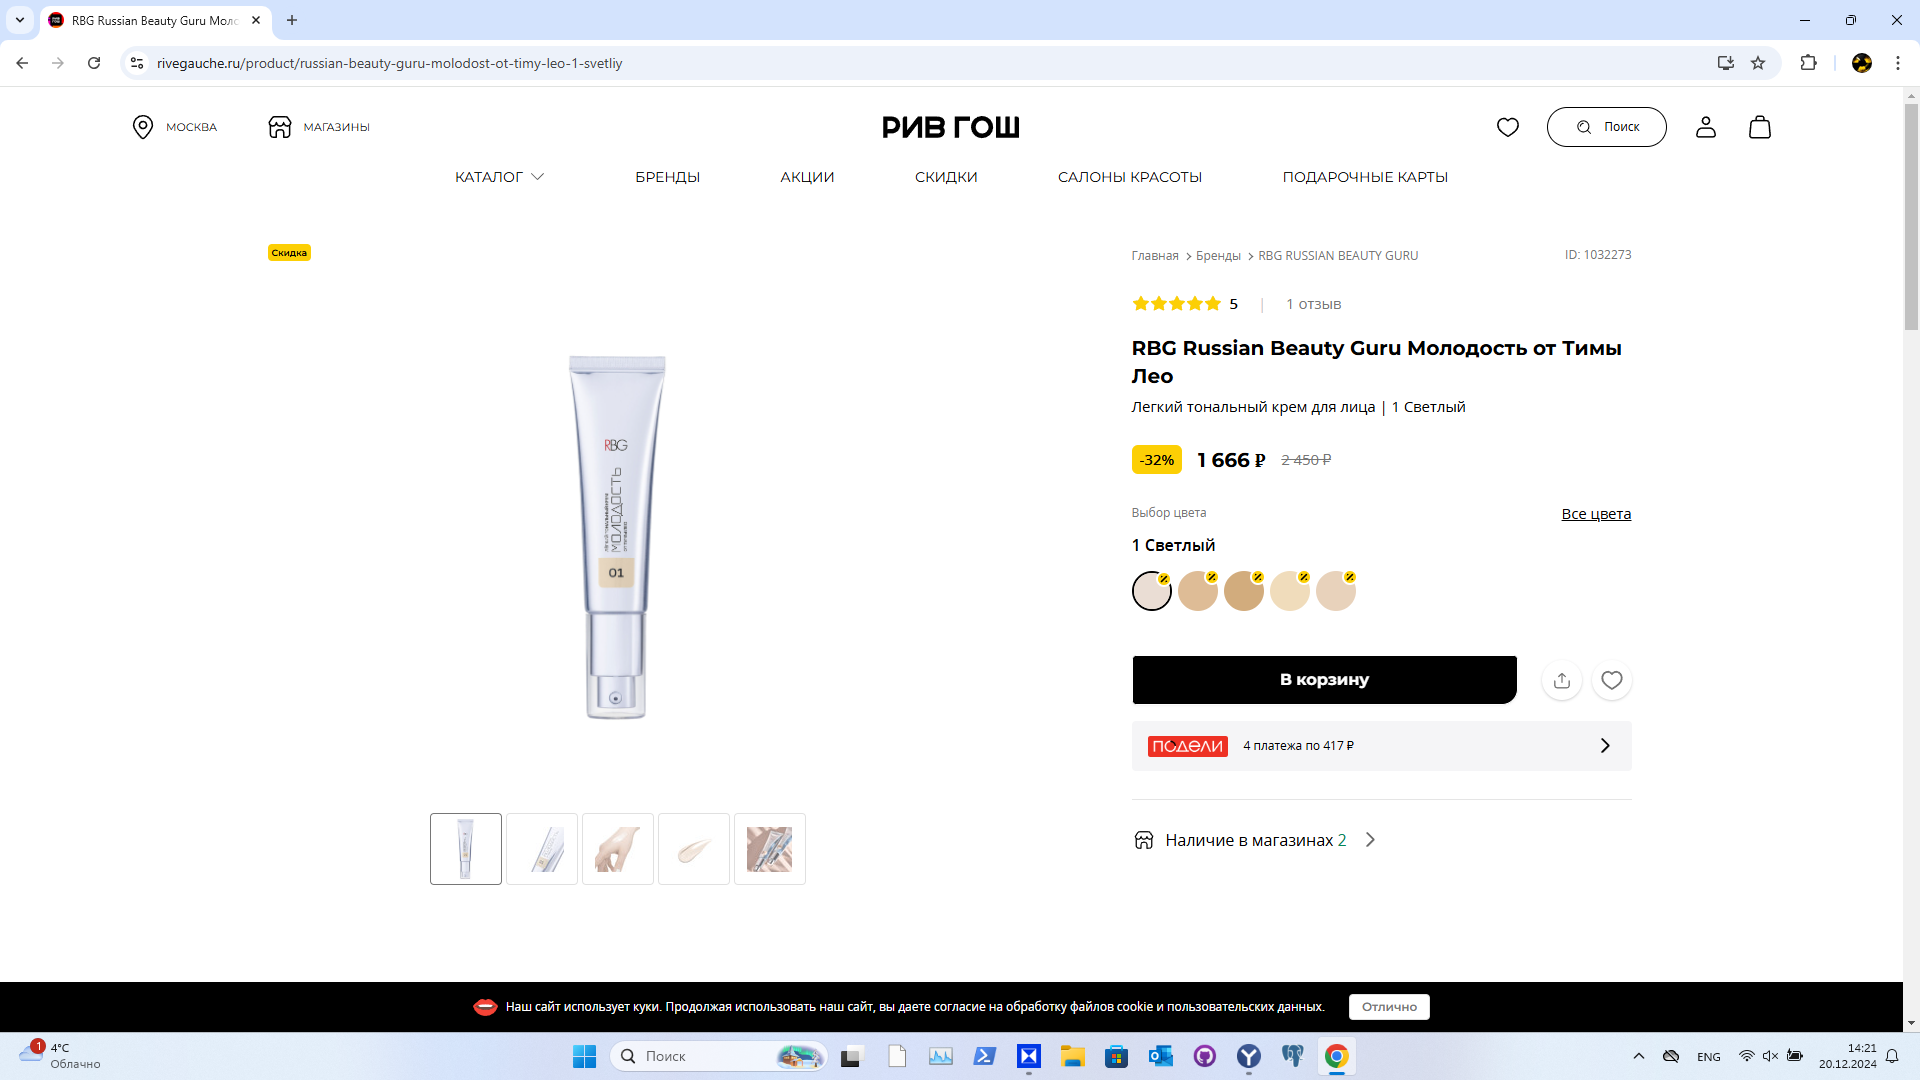 RBG Russian Beauty Guru Моло
rivegauche.ru/product/russian-beauty-guru-molodost-ot-timy-leo-1-svetliy
МОСКВА
МАГАЗИНЫ
РИВ ГОШ
Поиск
КАТАЛОГ
БРЕНДЫ
АКЦИИ
СКИДКИ
САЛОНЫ КРАСОТЫ
ПОДАРОЧНЫЕ КАРТЫ
Скидка
Главная
Бренды
RBG RUSSIAN BEAUTY GURU
ID: 1032273
5
|
1 отзыв
RBG Russian Beauty Guru Молодость от Тимы
Лео
Легкий тональный крем для лица | 1 Светлый
-32%
1 666 ₽
2 450 ₽
RBG
МОЛОДОСТЬ
01
Выбор цвета
Все цвета
1 Светлый
В корзину
ПОДЕЛИ
4 платежа по 417 ₽
Наличие в магазинах 2
Наш сайт использует куки. Продолжая использовать наш сайт, вы даете согласие на обработку файлов cookie и пользовательских данных.
Отлично
1
4°C
Облачно
Поиск
ENG
14:21
20.12.2024